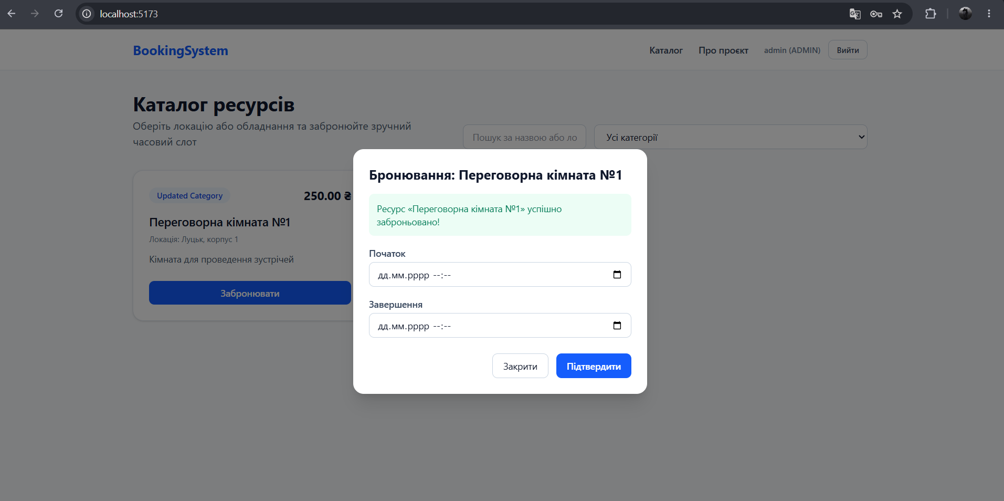 localhost:5173
BookingSystem
Каталог
Про проєкт
admin (ADMIN)
Вийти
Каталог ресурсів
Оберіть локацію або обладнання та забронюйте зручний
часовий слот
Пошук за назвою або ло
Усі категорії
Updated Category
250.00 ₴
Переговорна кімната №1
Локація: Луцьк, корпус 1
Кімната для проведення зустрічей
Забронювати
Бронювання: Переговорна кімната №1
Ресурс «Переговорна кімната №1» успішно
заброньовано!
Початок
дд.мм.рррр --:--
Завершення
дд.мм.рррр --:--
Закрити
Підтвердити